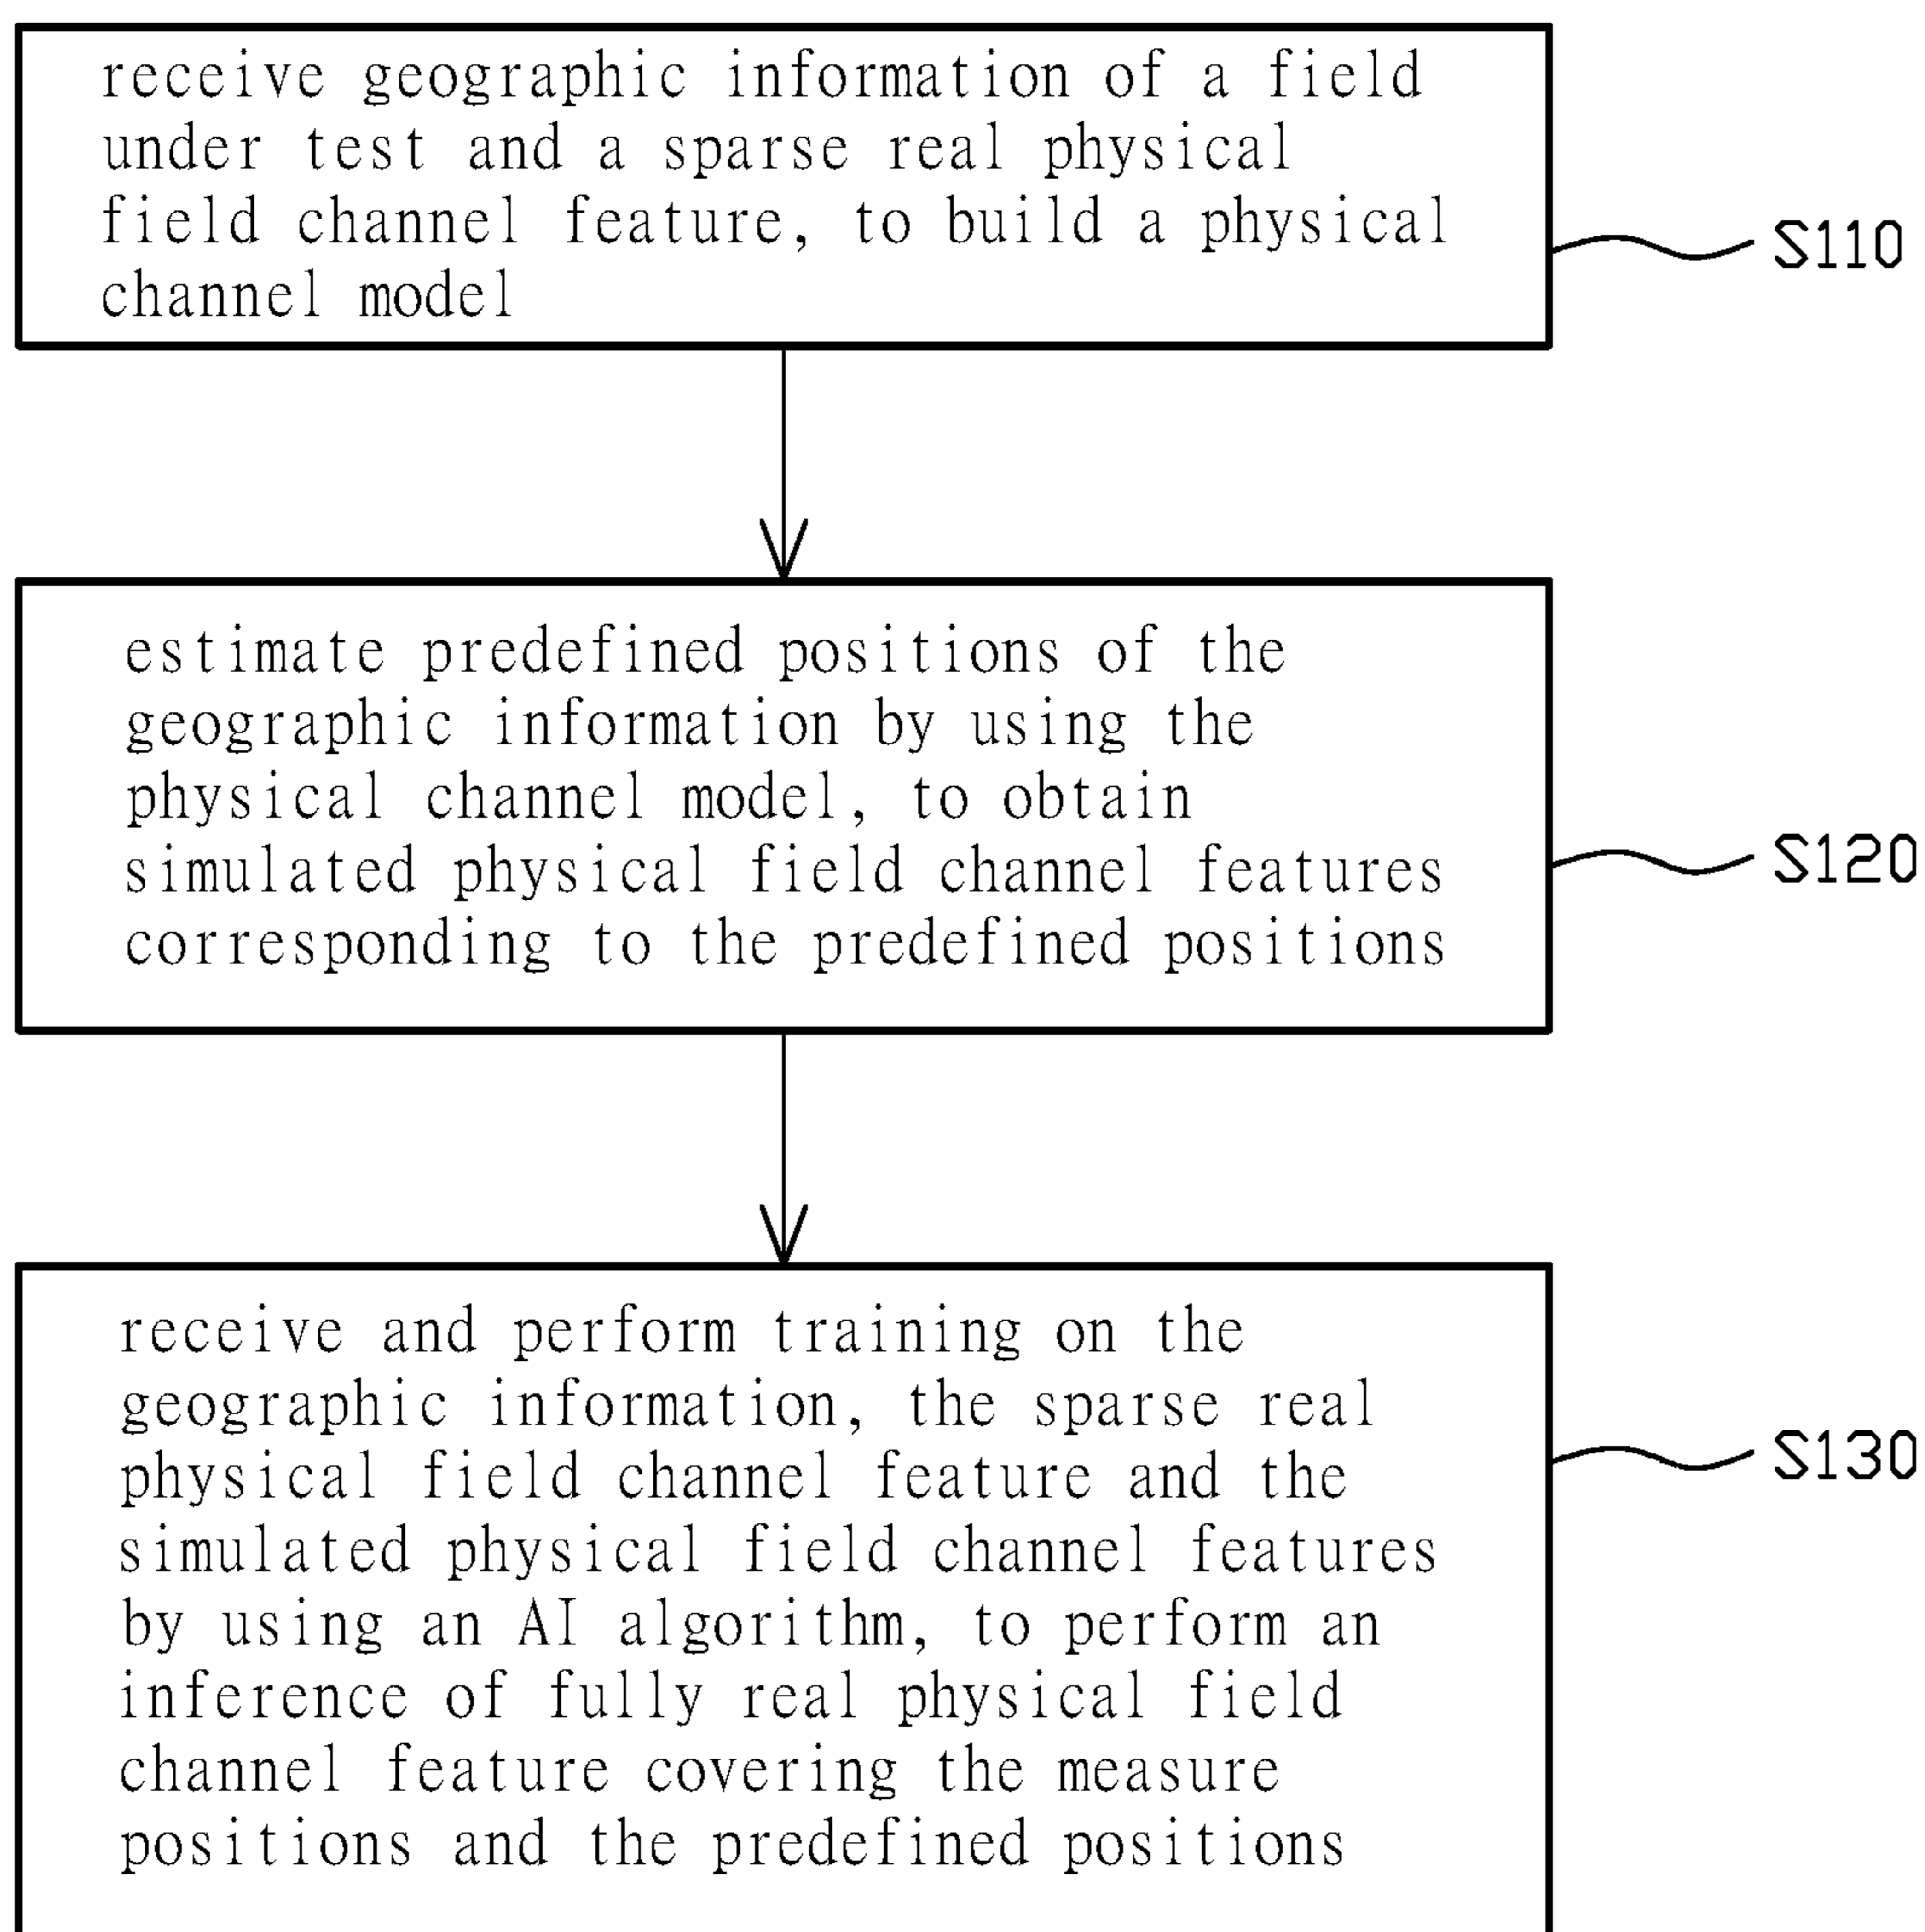 receive geographic information of a field
under test and a sparse real physical
field channel feature, to build a physical
channel model
S110
estimate predefined positions of the
geographic information by using the
physical channel model, to obtain
simulated physical field channel features
corresponding to the predefined positions
S120
receive and perform training on the
geographic information, the sparse real
physical field channel feature and the
simulated physical field channel features
by using an AI algorithm, to perform an
inference of fully real physical field
channel feature covering the measure
positions and the predefined positions
S130